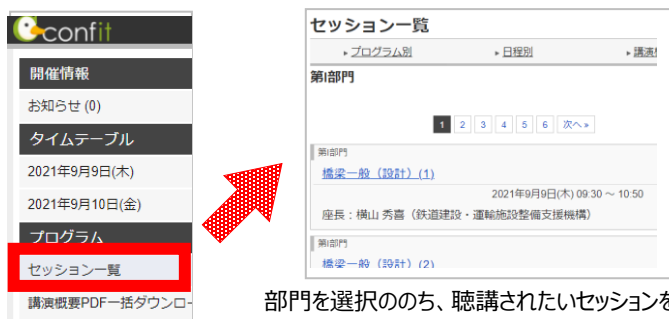 confit
開催情報
お知らせ (0)
タイムテーブル
2021年9月9日(木)
2021年9月10日(金)
プログラム
セッション一覧
講演概要PDF一括ダウンロー
セッション一覧
プログラム別
日程別
講演
第I部門
1 2 3 4 5 6 次へ »
第I部門
橋梁一般（設計）(1)
2021年9月9日(木) 09:30 ～ 10:50
座長：横山 秀喜（鉄道建設・運輸施設整備支援機構）
第I部門
橋梁一般（設計）(2)
部門を選択ののち、聴講されたいセッションを